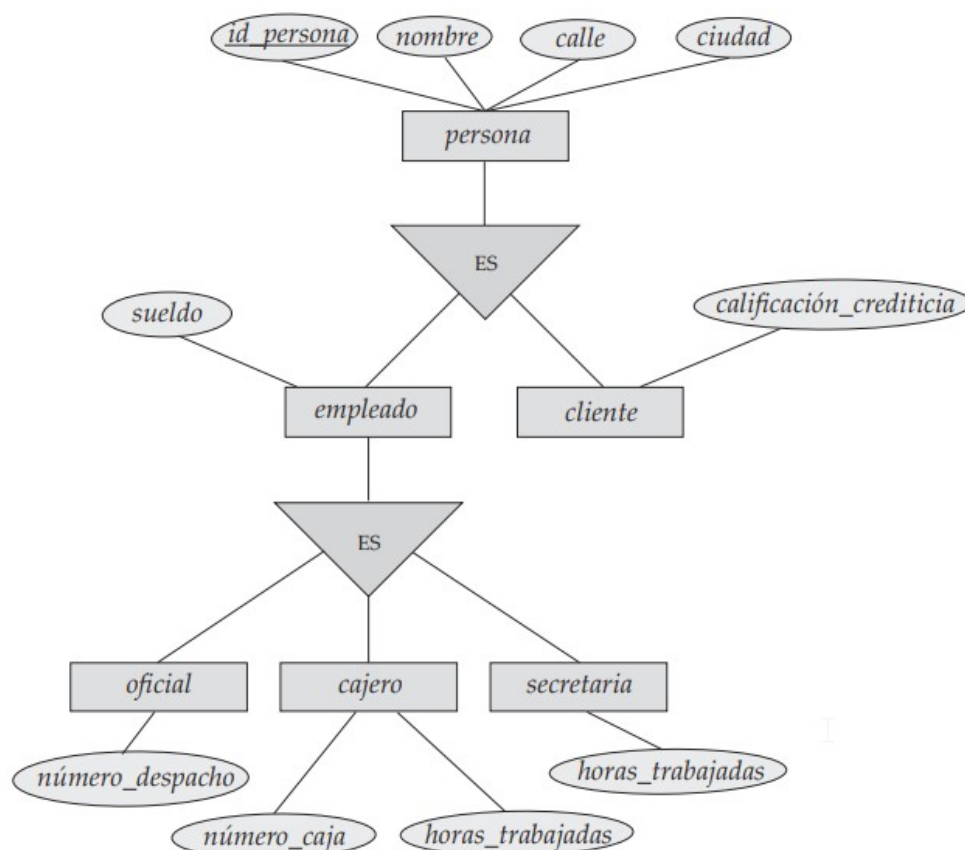 id_persona
nombre
calle
ciudad
persona
ES
sueldo
calificación_crediticia
empleado
cliente
ES
oficial
cajero
secretaria
número_despacho
horas_trabajadas
número_caja
horas_trabajadas